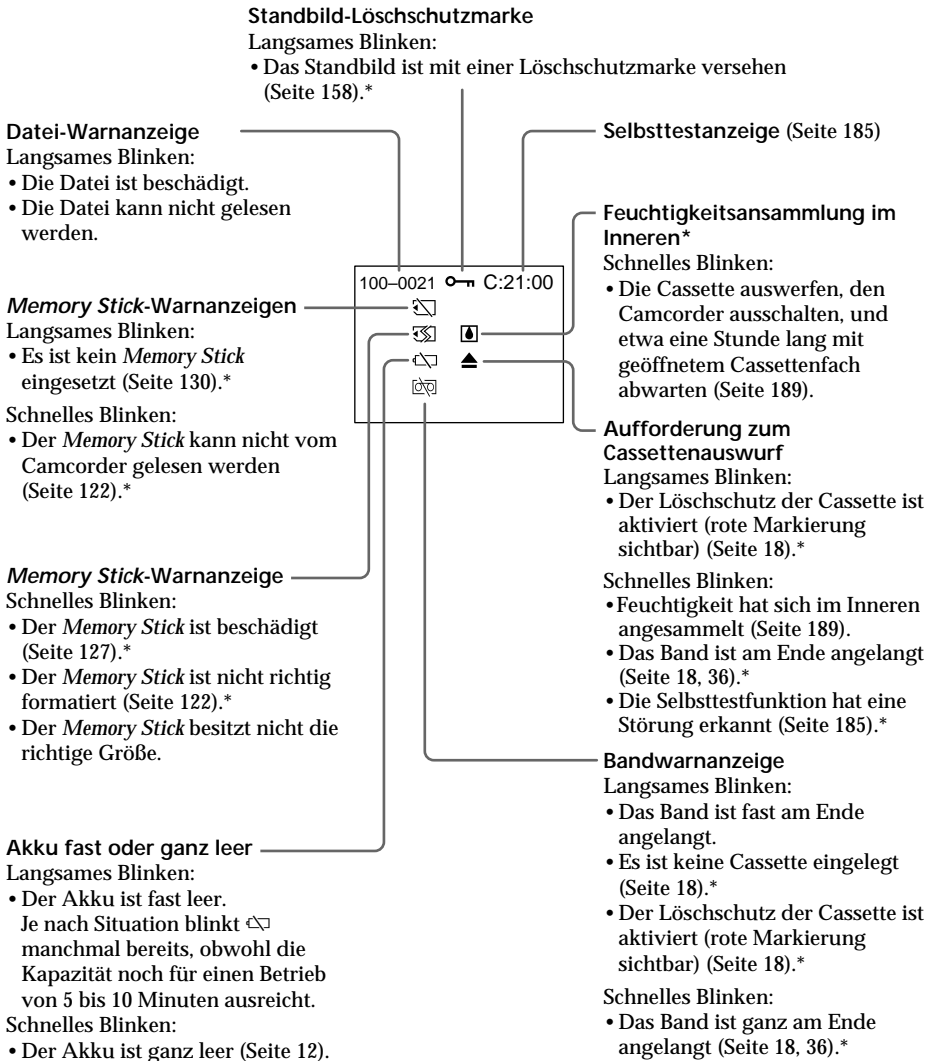 Standbild-Löschschutzmarke
Langsames Blinken:
• Das Standbild ist mit einer Löschschutzmarke versehen
(Seite 158).*
Datei-Warnanzeige
Langsames Blinken:
• Die Datei ist beschädigt.
• Die Datei kann nicht gelesen
werden.
Memory Stick-Warnanzeigen
Langsames Blinken:
• Es ist kein Memory Stick
eingesetzt (Seite 130).*
Schnelles Blinken:
• Der Memory Stick kann nicht vom
Camcorder gelesen werden
(Seite 122).*
Memory Stick-Warnanzeige
Schnelles Blinken:
• Der Memory Stick ist beschädigt
(Seite 127).*
• Der Memory Stick ist nicht richtig
formatiert (Seite 122).*
• Der Memory Stick besitzt nicht die
richtige Größe.
Akku fast oder ganz leer
Langsames Blinken:
• Der Akku ist fast leer.
Je nach Situation blinkt
manchmal bereits, obwohl die
Kapazität noch für einen Betrieb
von 5 bis 10 Minuten ausreicht.
Schnelles Blinken:
• Der Akku ist ganz leer (Seite 12).
100–0021 C:21:00
Selbsttestanzeige (Seite 185)
Feuchtigkeitsansammlung im
Inneren*
Schnelles Blinken:
• Die Cassette auswerfen, den
Camcorder ausschalten, und
etwa eine Stunde lang mit
geöffnetem Cassettenfach
abwarten (Seite 189).
Aufforderung zum
Cassettenauswurf
Langsames Blinken:
• Der Löschschutz der Cassette ist
aktiviert (rote Markierung
sichtbar) (Seite 18).*
Schnelles Blinken:
• Feuchtigkeit hat sich im Inneren
angesammelt (Seite 189).
• Das Band ist am Ende angelangt
(Seite 18, 36).*
• Die Selbsttestfunktion hat eine
Störung erkannt (Seite 185).*
Bandwarnanzeige
Langsames Blinken:
• Das Band ist fast am Ende
angelangt.
• Es ist keine Cassette eingelegt
(Seite 18).*
• Der Löschschutz der Cassette ist
aktiviert (rote Markierung
sichtbar) (Seite 18).*
Schnelles Blinken:
• Das Band ist ganz am Ende
angelangt (Seite 18, 36).*